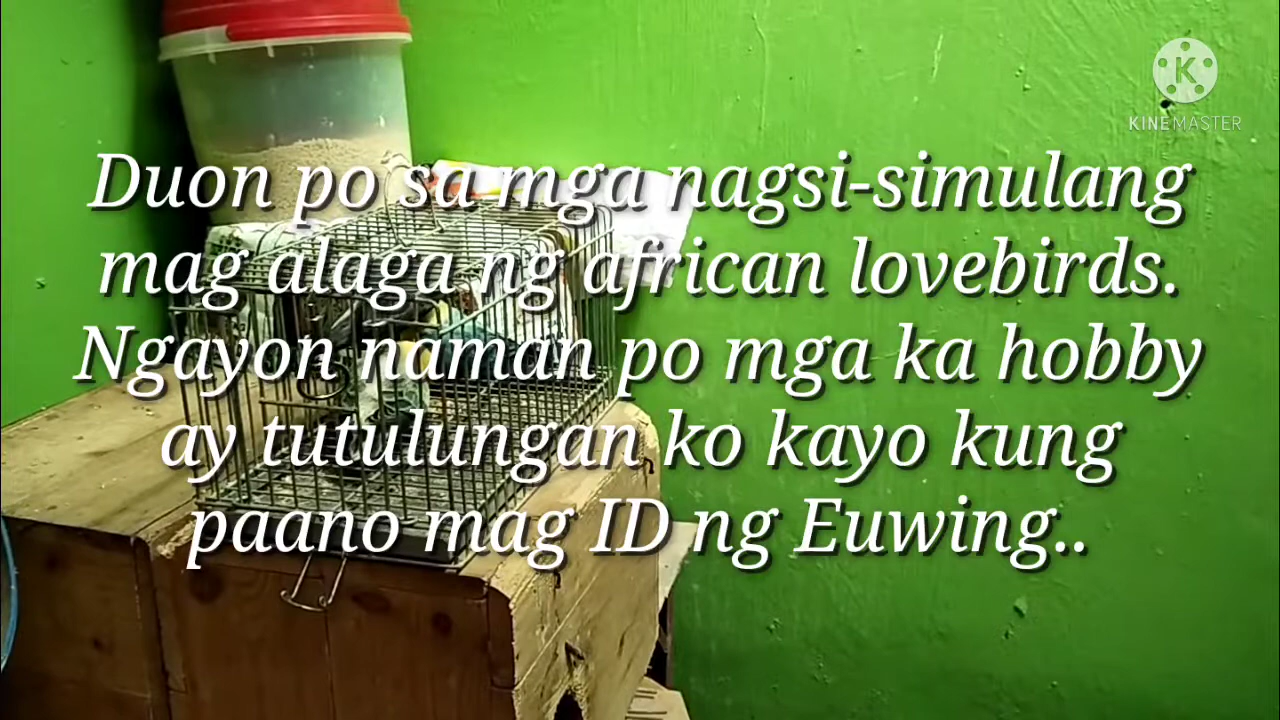 KINEMASTER
Duon po sa mga nagsi-simulang
mag alaga ng african lovebirds.
Ngayon naman po mga ka hobby
ay tutulungan ko kayo kung
paano mag ID ng Euwing..